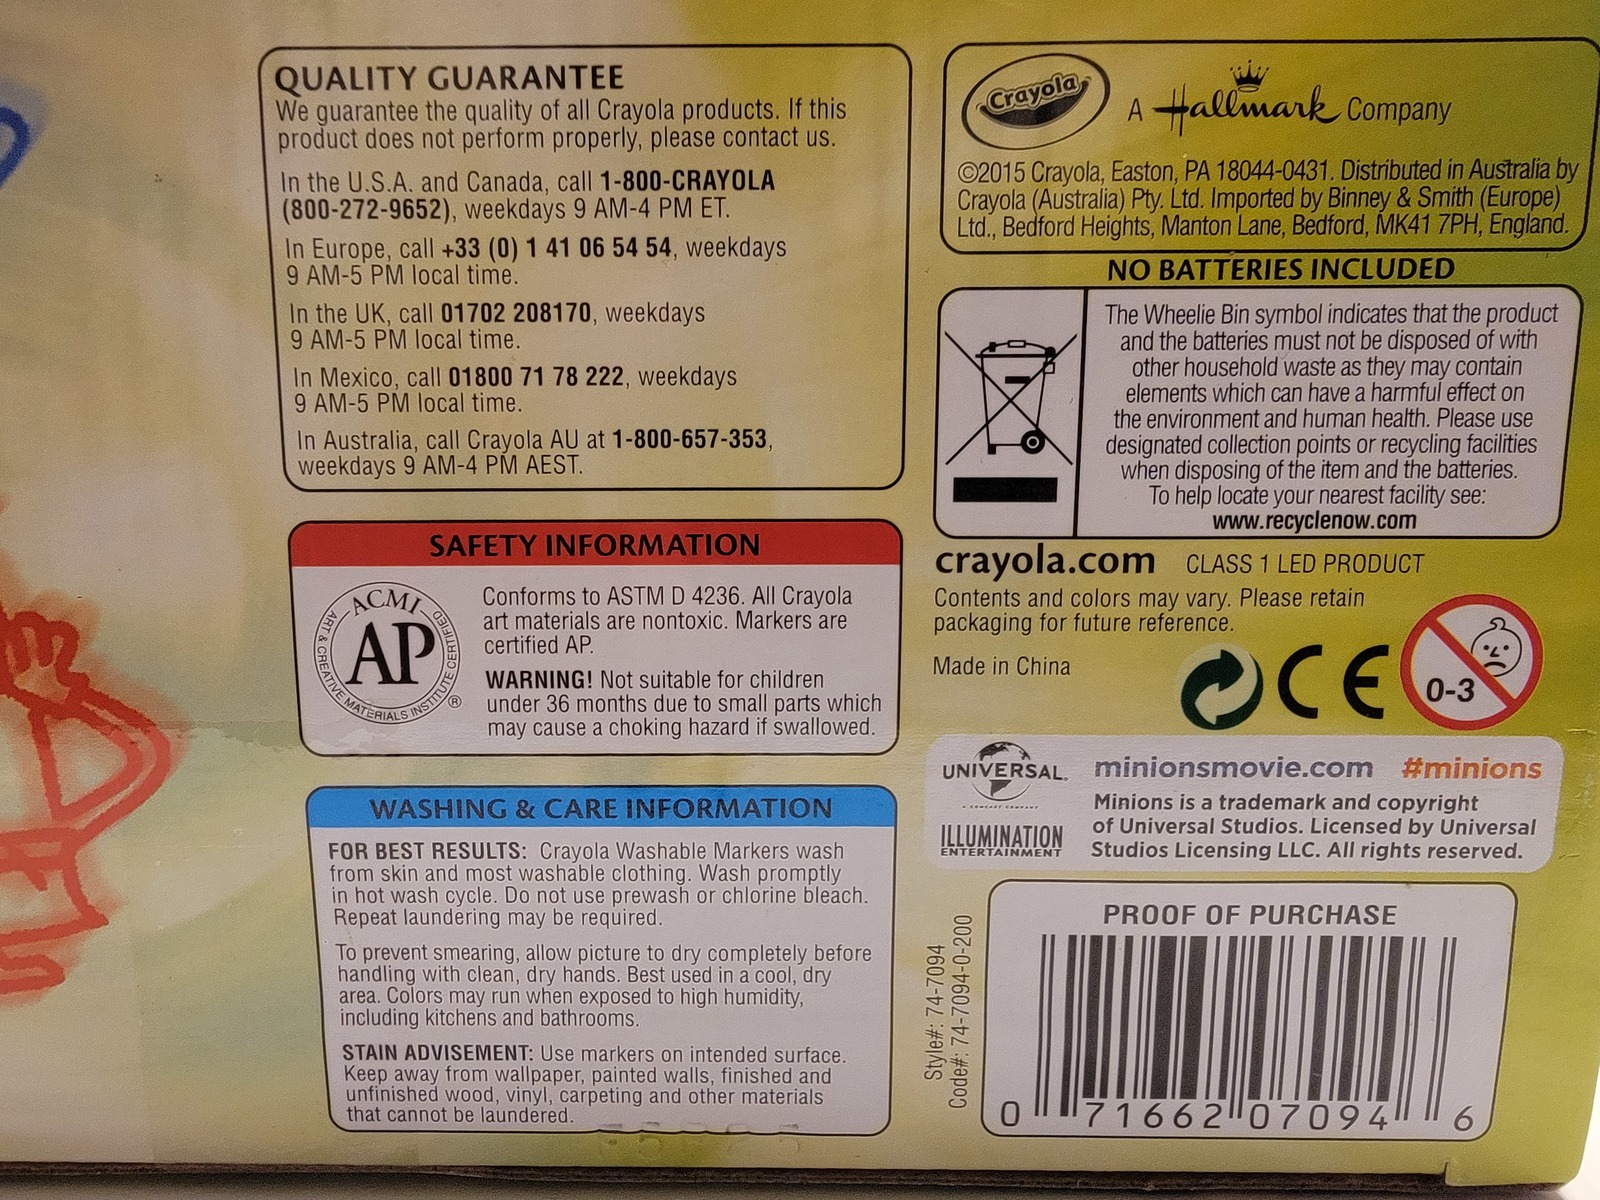 QUALITY GUARANTEE
We guarantee the quality of all Crayola products. If this
product does not perform properly, please contact us.
In the U.S.A. and Canada, call 1-800-CRAYOLA
(800-272-9652), weekdays 9 AM-4 PM ET.
In Europe, call +33 (0) 1 41 06 54 54, weekdays
9 AM-5 PM local time.
In the UK, call 01702 208170, weekdays
9 AM-5 PM local time.
In Mexico, call 01800 71 78 222, weekdays
9 AM-5 PM local time.
In Australia, call Crayola AU at 1-800-657-353,
weekdays 9 AM-4 PM AEST.
SAFETY INFORMATION
ACMI
AP
ART & CREATIVE MATERIALS INSTITUTE CERTIFIED
®
Conforms to ASTM D 4236. All Crayola
art materials are nontoxic. Markers are
certified AP.
WARNING! Not suitable for children
under 36 months due to small parts which
may cause a choking hazard if swallowed.
WASHING & CARE INFORMATION
FOR BEST RESULTS: Crayola Washable Markers wash
from skin and most washable clothing. Wash promptly
in hot wash cycle. Do not use prewash or chlorine bleach.
Repeat laundering may be required.
To prevent smearing, allow picture to dry completely before
handling with clean, dry hands. Best used in a cool, dry
area. Colors may run when exposed to high humidity,
including kitchens and bathrooms.
STAIN ADVISEMENT: Use markers on intended surface.
Keep away from wallpaper, painted walls, finished and
unfinished wood, vinyl, carpeting and other materials
that cannot be laundered.
Crayola
A Hallmark Company
©2015 Crayola, Easton, PA 18044-0431. Distributed in Australia by
Crayola (Australia) Pty. Ltd. Imported by Binney & Smith (Europe)
Ltd., Bedford Heights, Manton Lane, Bedford, MK41 7PH, England.
NO BATTERIES INCLUDED
The Wheelie Bin symbol indicates that the product
and the batteries must not be disposed of with
other household waste as they may contain
elements which can have a harmful effect on
the environment and human health. Please use
designated collection points or recycling facilities
when disposing of the item and the batteries.
To help locate your nearest facility see:
www.recyclenow.com
crayola.com CLASS 1 LED PRODUCT
Contents and colors may vary. Please retain
packaging for future reference.
Made in China
CE
0-3
UNIVERSAL
A COMCAST COMPANY
ILLUMINATION
ENTERTAINMENT
minionsmovie.com #minions
Minions is a trademark and copyright
of Universal Studios. Licensed by Universal
Studios Licensing LLC. All rights reserved.
Style#: 74-7094
Code#: 74-7094-0-200
PROOF OF PURCHASE
0 71662 07094 6